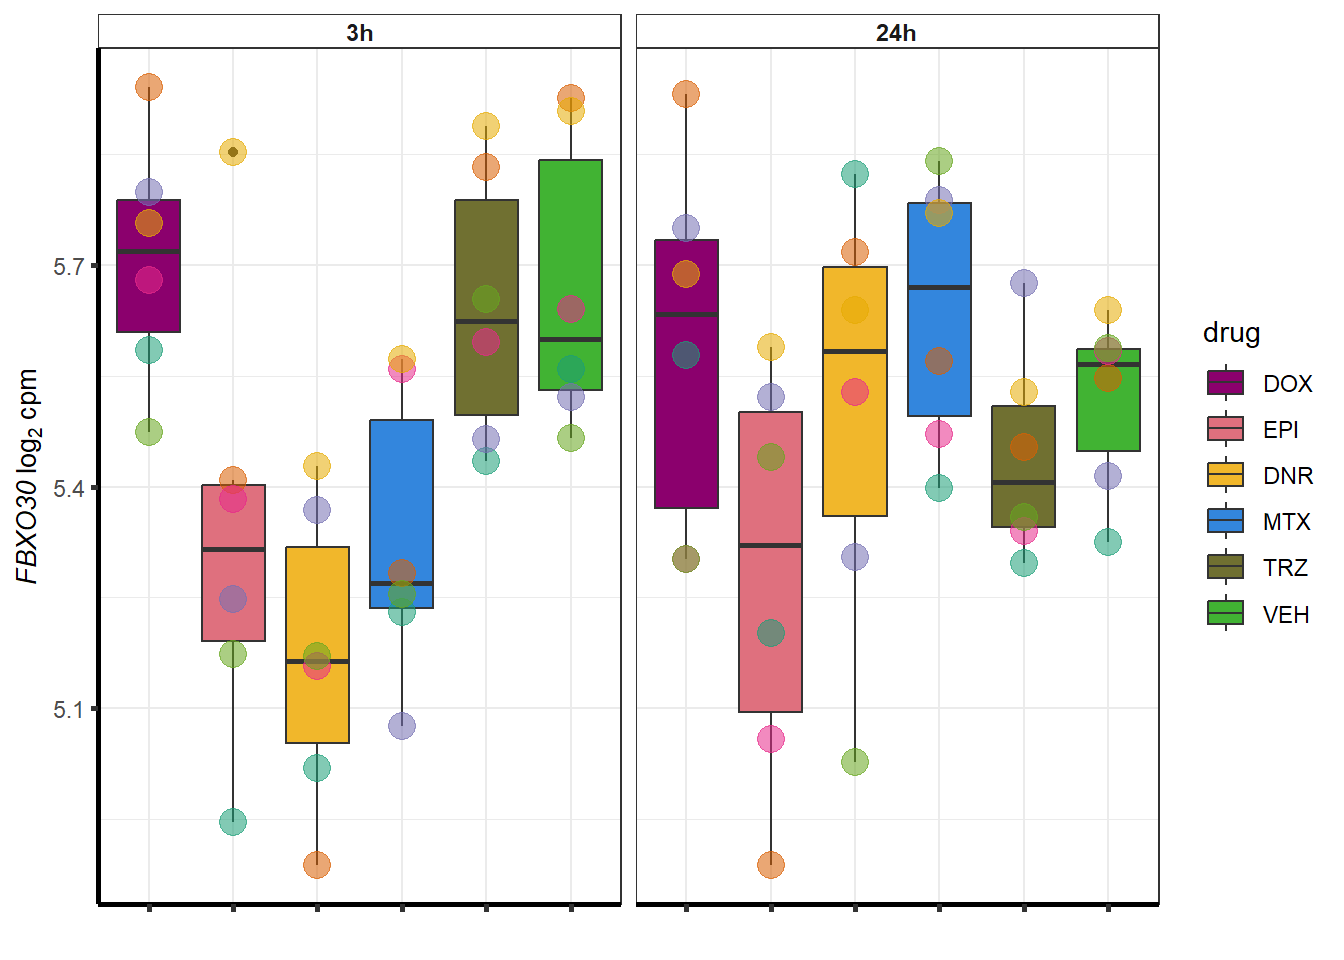 3h
24h
5.7
5.4
5.1
FBXO30 log₂ cpm
drug
DOX
EPI
DNR
MTX
TRZ
VEH